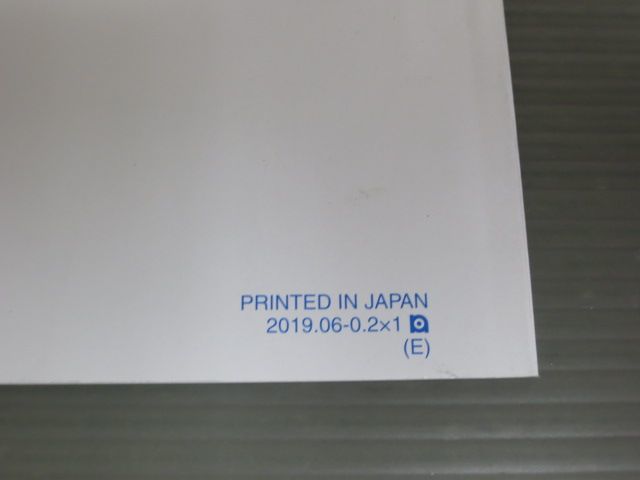 PRINTED IN JAPAN
2019.06-0.2×1
(E)